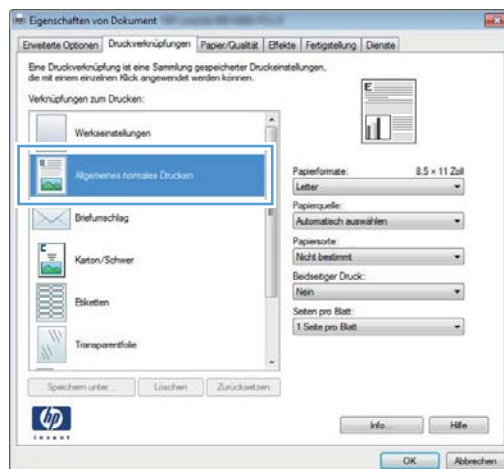 Eigenschaften von Dokument
Erweiterte Optionen
Druckverknüpfungen
Papier/Qualität
Effekte
Fertigstellung
Dienste
Eine Druckverknüpfung ist eine Sammlung gespeicherter Druckeinstellungen,
die mit einem einzelnen Klick angewendet werden können.
Verknüpfungen zum Drucken:
Werkseinstellungen
Allgemeines normales Drucken
Briefumschlag
Karton/Schwer
Etiketten
Transparentfolie
Speichern unter...
Löschen
Zurücksetzen
E
Papierformate:
8.5 × 11 Zoll
Letter
Papierquelle:
Automatisch auswählen
Papiersorte:
Nicht bestimmt
Beidseitiger Druck:
Nein
Seiten pro Blatt:
1 Seite pro Blatt
hp
invent
Info...
Hilfe
OK
Abbrechen